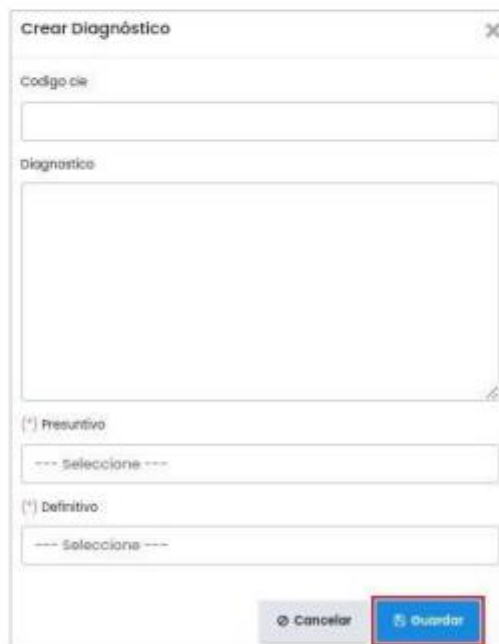 Crear Diagnóstico
Codigo cie
Diagnostico
(*) Presuntivo
--- Seleccione ---
(*) Definitivo
--- Seleccione ---
Cancelar Guardar